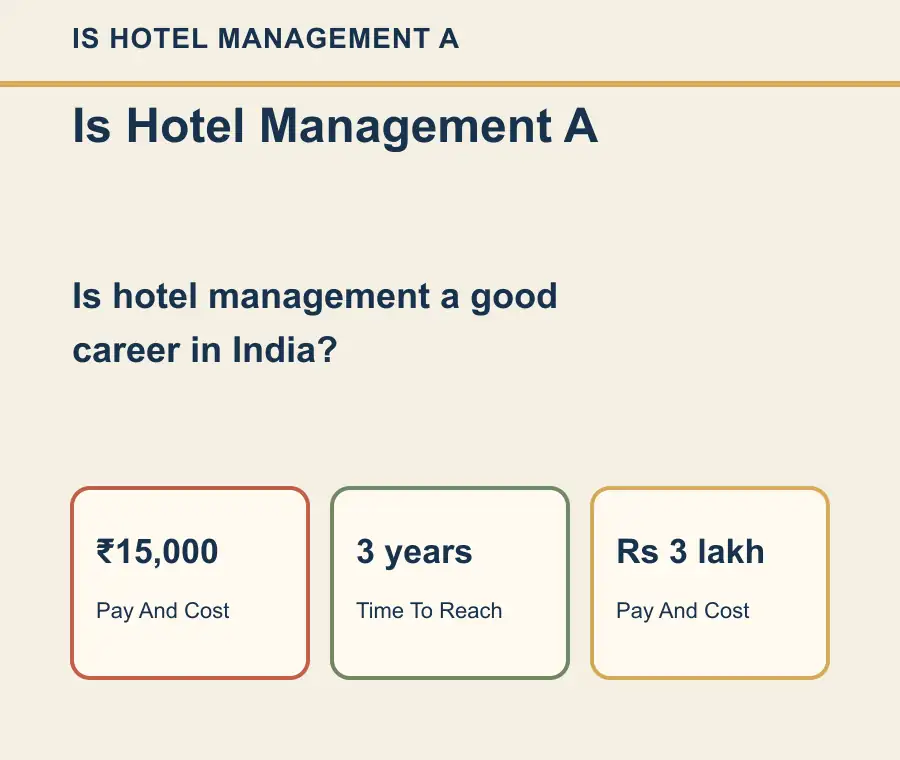 IS HOTEL MANAGEMENT A
Is Hotel Management A
Is hotel management a good
career in India?
₹15,000
Pay And Cost
3 years
Time To Reach
Rs 3 lakh
Pay And Cost